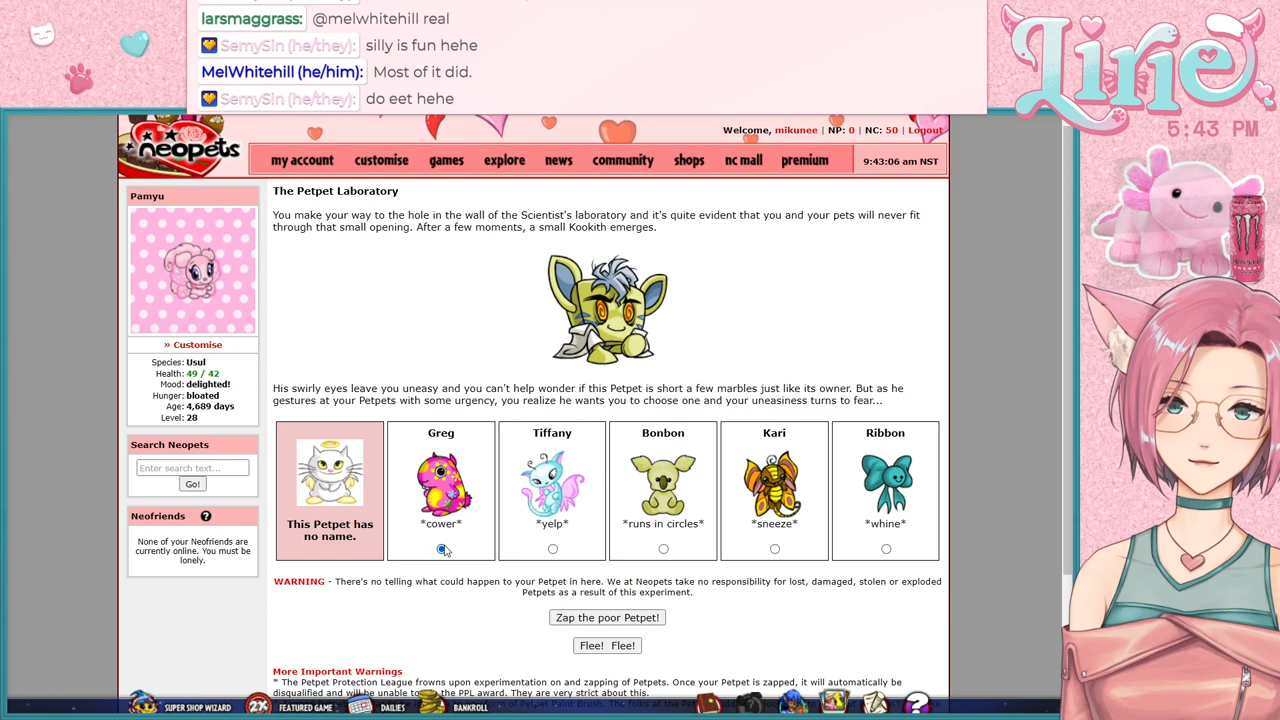 larsmaggrass: @melwhitehill real
SemySin (he/they): silly is fun hehe
MelWhitehill (he/him): Most of it did.
SemySin (he/they): do eet hehe
Lirie
5:43 PM
neopets
Welcome, mikunee | NP: 0 | NC: 50 | Logout
my account customise games explore news community shops nc mall premium 9:43:06 am NST
Pamyu
» Customise
Species: Usul
Health: 49 / 42
Mood: delighted!
Hunger: bloated
Age: 4,689 days
Level: 28
Search Neopets
Enter search text...
Go!
Neofriends ?
None of your Neofriends are
currently online. You must be
lonely.
The Petpet Laboratory
You make your way to the hole in the wall of the Scientist's laboratory and it's quite evident that you and your pets will never fit
through that small opening. After a few moments, a small Kookith emerges.
His swirly eyes leave you uneasy and you can't help wonder if this Petpet is short a few marbles just like its owner. But as he
gestures at your Petpets with some urgency, you realize he wants you to choose one and your uneasiness turns to fear...
This Petpet has
no name.
Greg
*cower*
Tiffany
*yelp*
Bonbon
*runs in circles*
Kari
*sneeze*
Ribbon
*whine*
WARNING - There's no telling what could happen to your Petpet in here. We at Neopets take no responsibility for lost, damaged, stolen or exploded
Petpets as a result of this experiment.
Zap the poor Petpet!
Flee! Flee!
More Important Warnings
* The Petpet Protection League frowns upon experimentation on and zapping of Petpets. Once your Petpet is zapped, it will automatically be
disqualified and will be unable to the PPL award. They are very strict about this.
SUPER SHOP WIZARD 2X FEATURED GAME DAILIES BANKROLL ?